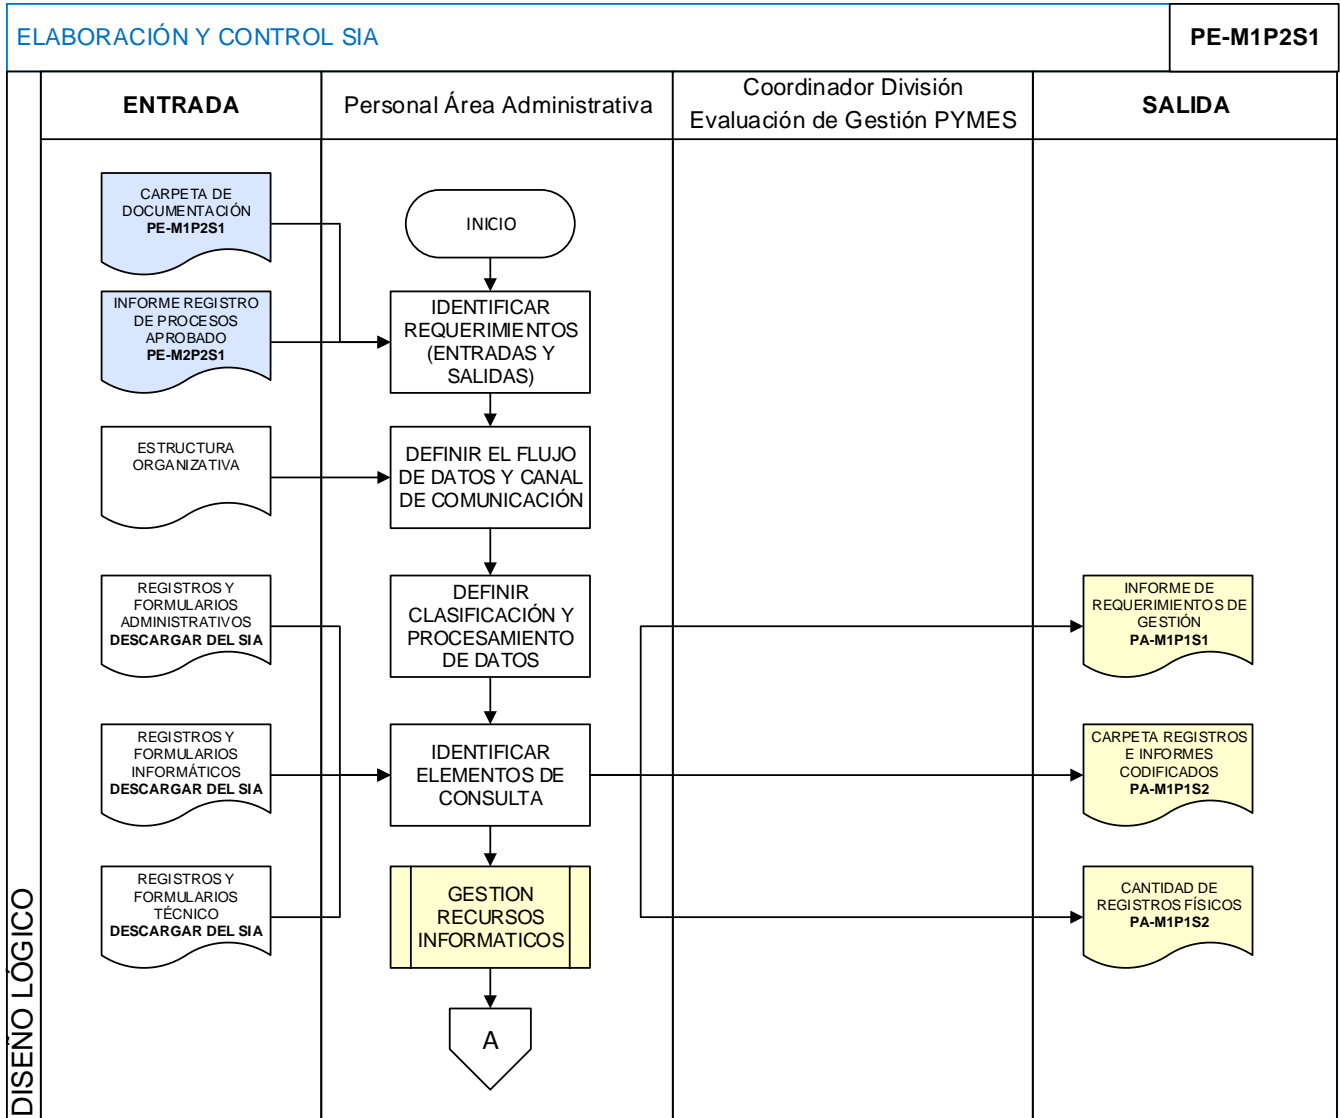 ELABORACIÓN Y CONTROL SIA
PE-M1P2S1
ENTRADA
Personal Área Administrativa
Coordinador División
Evaluación de Gestión PYMES
SALIDA
DISEÑO LÓGICO
CARPETA DE
DOCUMENTACIÓN
PE-M1P2S1
INICIO
INFORME REGISTRO
DE PROCESOS
APROBADO
PE-M2P2S1
IDENTIFICAR
REQUERIMIENTOS
(ENTRADAS Y
SALIDAS)
ESTRUCTURA
ORGANIZATIVA
DEFINIR EL FLUJO
DE DATOS Y CANAL
DE COMUNICACIÓN
REGISTROS Y
FORMULARIOS
ADMINISTRATIVOS
DESCARGAR DEL SIA
DEFINIR
CLASIFICACIÓN Y
PROCESAMIENTO
DE DATOS
INFORME DE
REQUERIMIENTOS DE
GESTIÓN
PA-M1P1S1
REGISTROS Y
FORMULARIOS
INFORMÁTICOS
DESCARGAR DEL SIA
IDENTIFICAR
ELEMENTOS DE
CONSULTA
CARPETA REGISTROS
E INFORMES
CODIFICADOS
PA-M1P1S2
REGISTROS Y
FORMULARIOS
TÉCNICO
DESCARGAR DEL SIA
GESTION
RECURSOS
INFORMATICOS
CANTIDAD DE
REGISTROS FÍSICOS
PA-M1P1S2
A